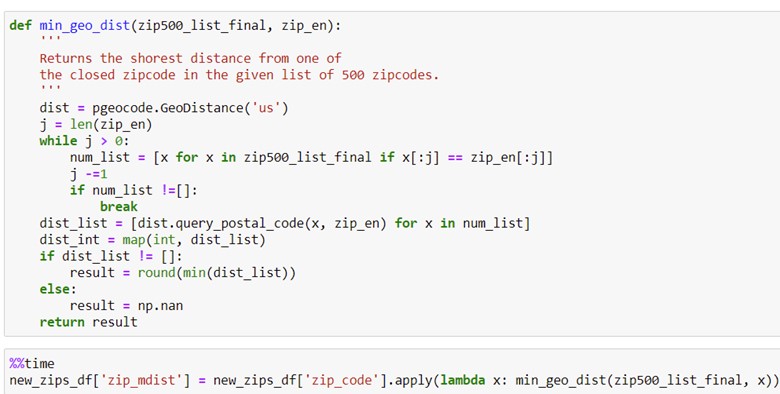 def min_geo_dist(zip500_list_final, zip_en):
    '''
    Returns the shorest distance from one of
    the closed zipcode in the given list of 500 zipcodes.
    '''
    dist = pgeocode.GeoDistance('us')
    j = len(zip_en)
    while j > 0:
        num_list = [x for x in zip500_list_final if x[:j] == zip_en[:j]]
        j -=1
        if num_list !=[]:
            break
    dist_list = [dist.query_postal_code(x, zip_en) for x in num_list]
    dist_int = map(int, dist_list)
    if dist_list != []:
        result = round(min(dist_list))
    else:
        result = np.nan
    return result
%%time
new_zips_df['zip_mdist'] = new_zips_df['zip_code'].apply(lambda x: min_geo_dist(zip500_list_final, x))